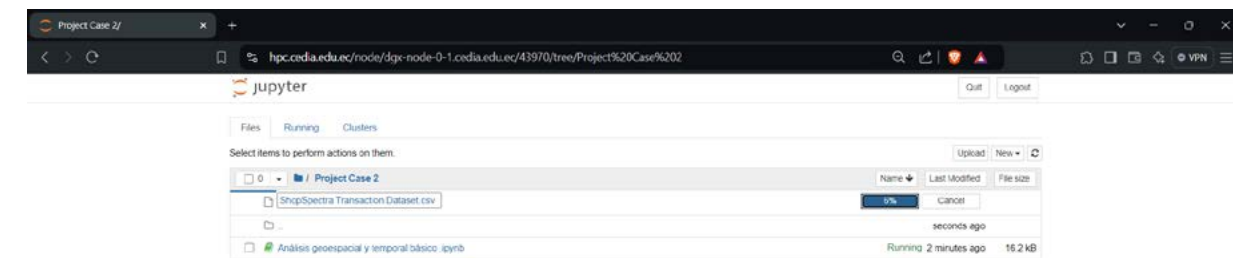 Project Case 2/
hpc.cedia.edu.ec/node/dgx-node-0-1.cedia.edu.ec/43970/tree/Project%20Case%202
VPN
jupyter
Quit Logout
Files Running Clusters
Select items to perform actions on them.
Upload New
0 / Project Case 2 Name Last Modified File size
ShopSpectra Transaction Dataset.csv 6% Cancel
.. seconds ago
Análisis geoespacial y temporal básico .ipynb Running 2 minutes ago 16.2 kB